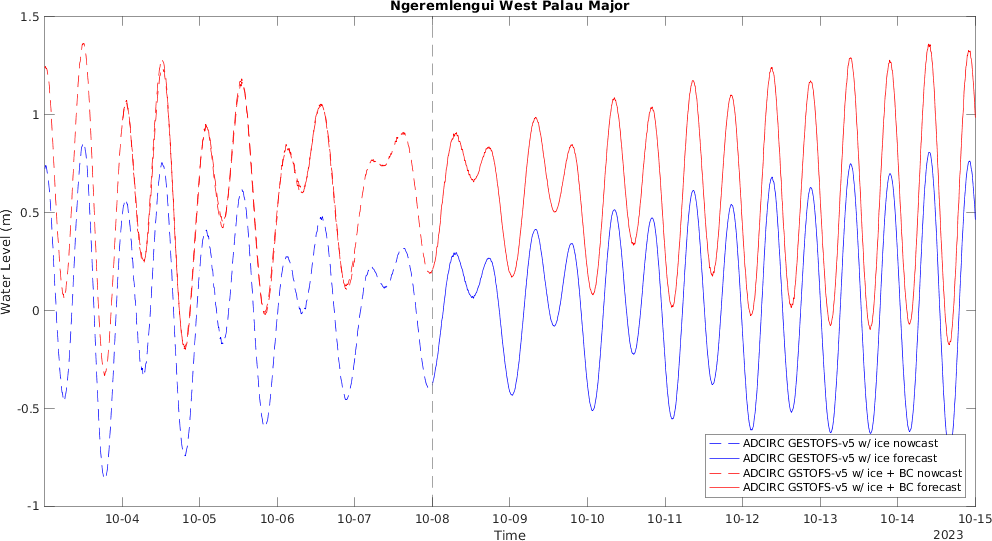 Ngeremlengui West Palau Major
1.5
1
0.5
0
-0.5
-1
Water Level (m)
10-04
10-05
10-06
10-07
10-08
10-09
10-10
10-11
10-12
10-13
10-14
10-15
Time
2023
ADCIRC GESTOFS-v5 w/ ice nowcast
ADCIRC GESTOFS-v5 w/ ice forecast
ADCIRC GSTOFS-v5 w/ ice + BC nowcast
ADCIRC GSTOFS-v5 w/ ice + BC forecast